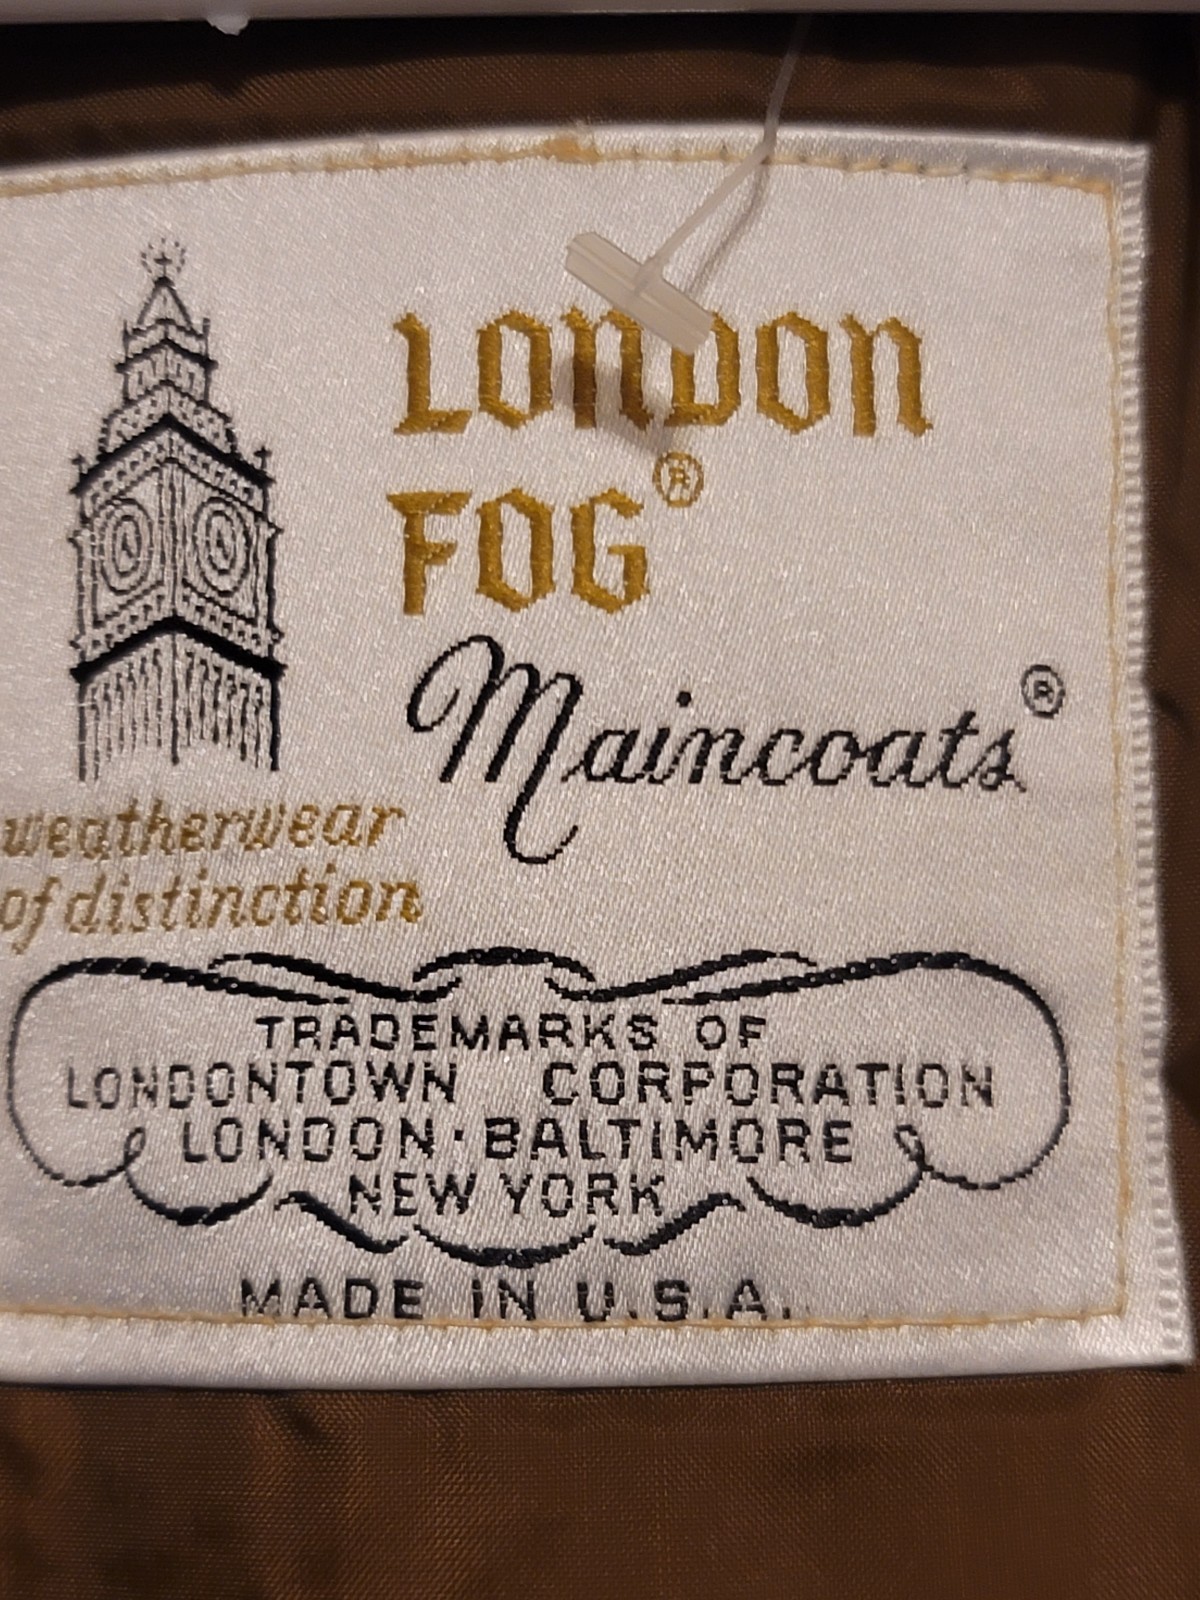 LONDON
FOG®
Maincoats®
weatherwear
of distinction
TRADEMARKS OF
LONDONTOWN CORPORATION
LONDON · BALTIMORE
NEW YORK
MADE IN U.S.A.